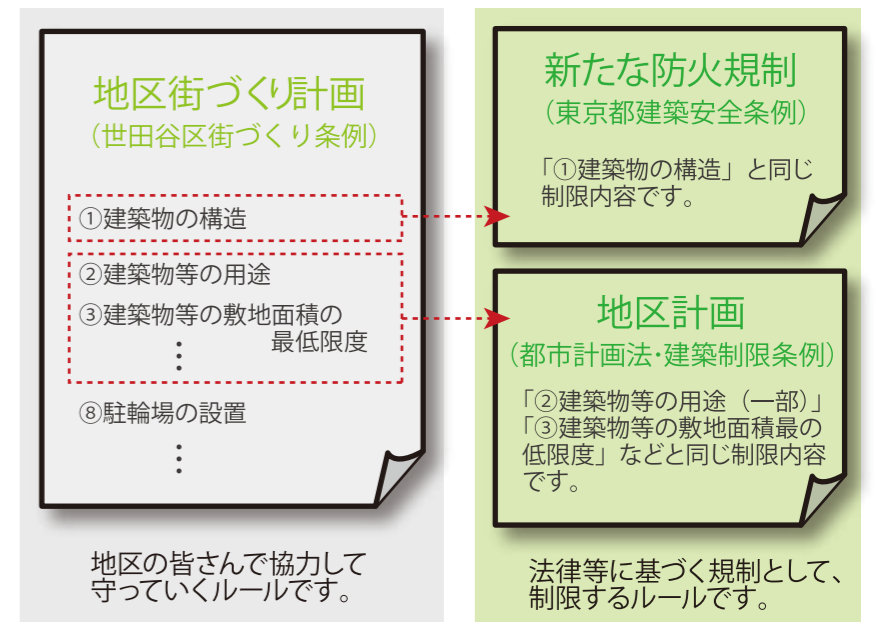 地区街づくり計画
（世田谷区街づくり条例）
①建築物の構造
②建築物等の用途
③建築物等の敷地面積の
最低限度
⋮
⑧駐輪場の設置
⋮
地区の皆さんで協力して
守っていくルールです。
新たな防火規制
（東京都建築安全条例）
「①建築物の構造」と同じ
制限内容です。
地区計画
（都市計画法･建築制限条例）
「②建築物等の用途（一部）」
「③建築物等の敷地面積最の
低限度」などと同じ制限内容
です。
法律等に基づく規制として、
制限するルールです。